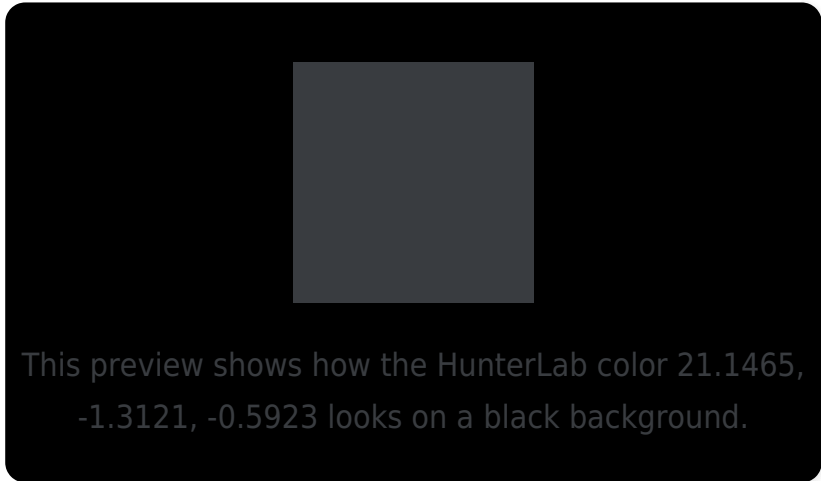 This preview shows how the HunterLab color 21.1465,
-1.3121, -0.5923 looks on a black background.